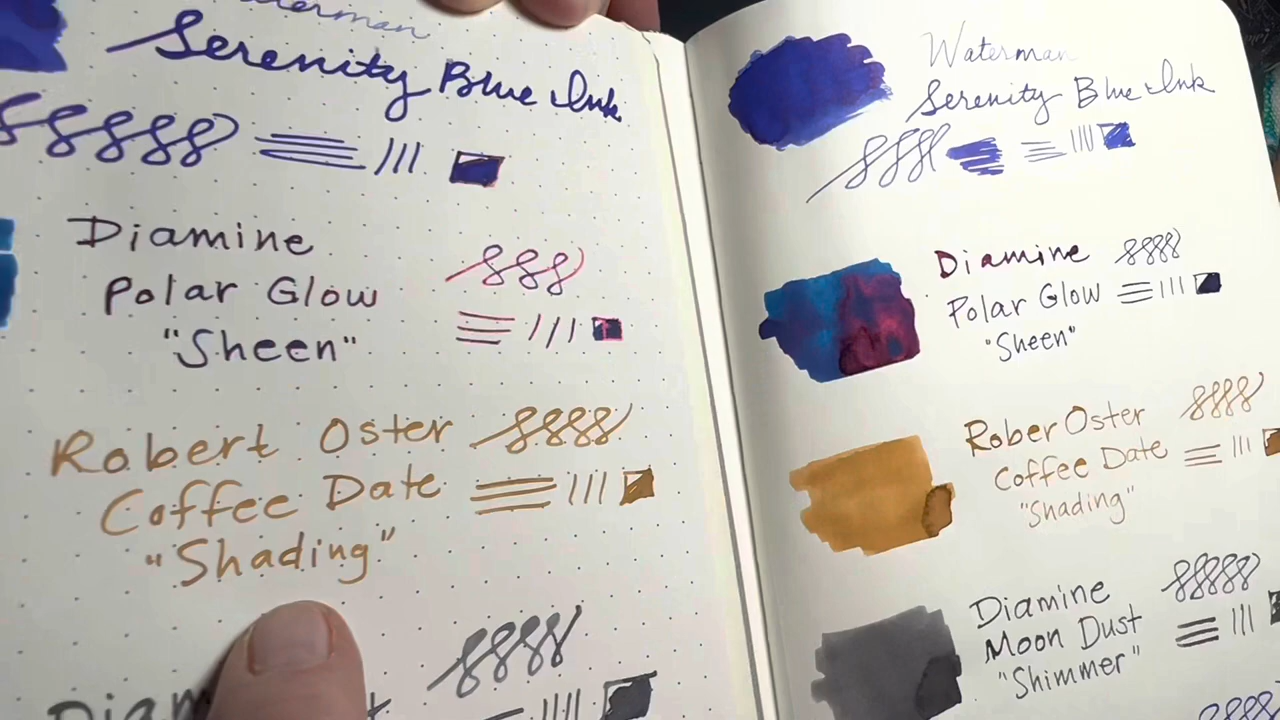 Serenity Blue Ink
Diamine
Polar Glow
"Sheen"
Robert Oster
Coffee Date
"Shading"
Waterman
Serenity Blue Ink
Diamine
Polar Glow
"Sheen"
Rober Oster
Coffee Date
"Shading"
Diamine
Moon Dust
"Shimmer"